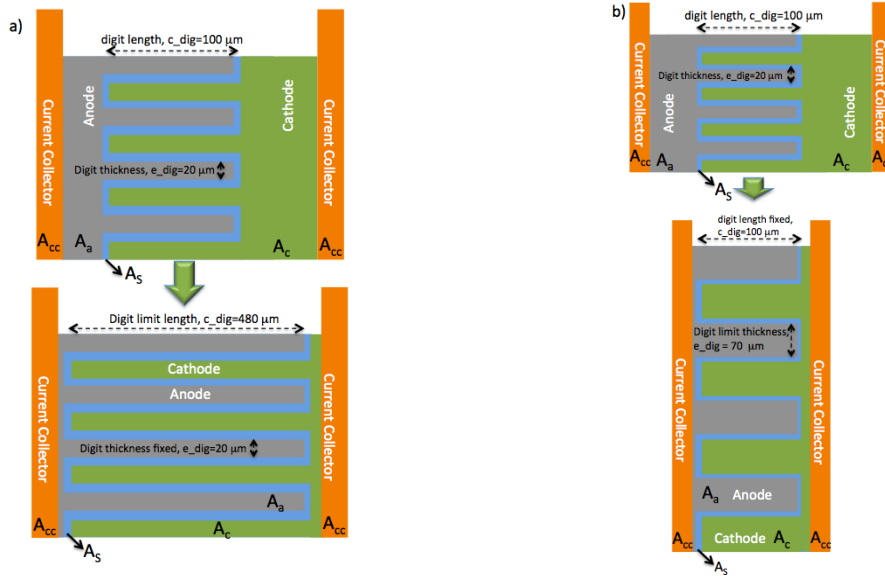 a)
digit length, c_dig=100 µm
Current Collector
Anode
Cathode
Current Collector
Digit thickness, e_dig=20 µm
Acc
Aa
Ac
Acc
AS
Digit limit length, c_dig=480 µm
Current Collector
Cathode
Anode
Current Collector
Digit thickness fixed, e_dig=20 µm
Aa
Acc
Ac
Acc
AS
b)
digit length, c_dig=100 µm
Current Collector
Digit thickness, e_dig=20 µm
Anode
Cathode
Current Collector
Acc
Aa
Ac
AS
digit length fixed,
c_dig=100µm
Current Collector
Digit limit thickness,
e_dig = 70 µm
Current Collector
Aa
Anode
Acc
Cathode
Ac
Acc
AS